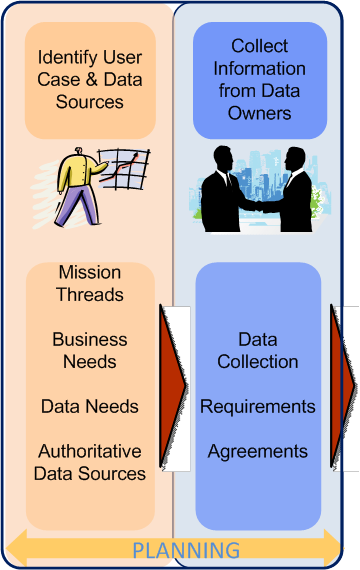 Identify User
Case & Data
Sources
Collect
Information
from Data
Owners
Mission
Threads
Business
Needs
Data Needs
Authoritative
Data Sources
Data
Collection
Requirements
Agreements
PLANNING